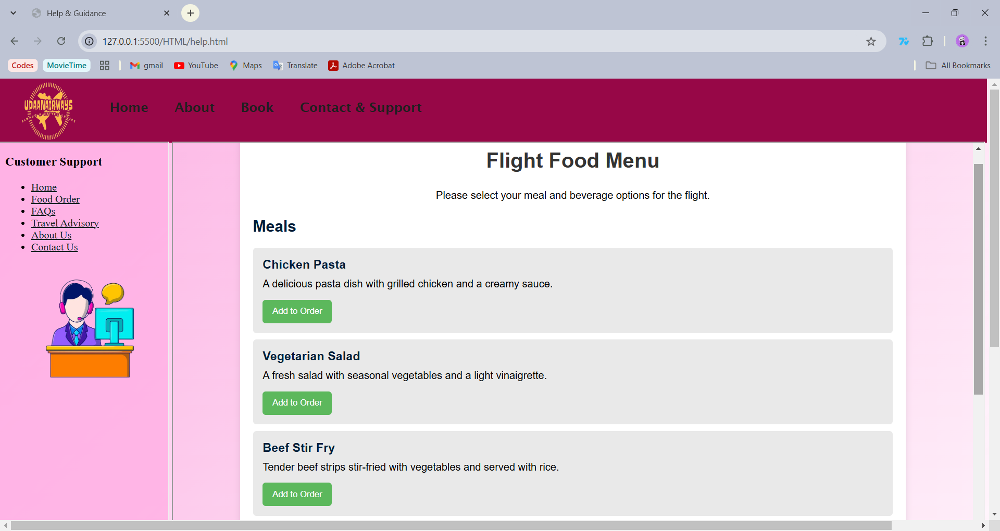 Help & Guidance
127.0.0.1:5500/HTML/help.html
Codes
MovieTime
gmail
YouTube
Maps
Translate
Adobe Acrobat
All Bookmarks
UDAANAIRWAYS
Home
About
Book
Contact & Support
Customer Support
Home
Food Order
FAQs
Travel Advisory
About Us
Contact Us
Flight Food Menu
Please select your meal and beverage options for the flight.
Meals
Chicken Pasta
A delicious pasta dish with grilled chicken and a creamy sauce.
Add to Order
Vegetarian Salad
A fresh salad with seasonal vegetables and a light vinaigrette.
Add to Order
Beef Stir Fry
Tender beef strips stir-fried with vegetables and served with rice.
Add to Order